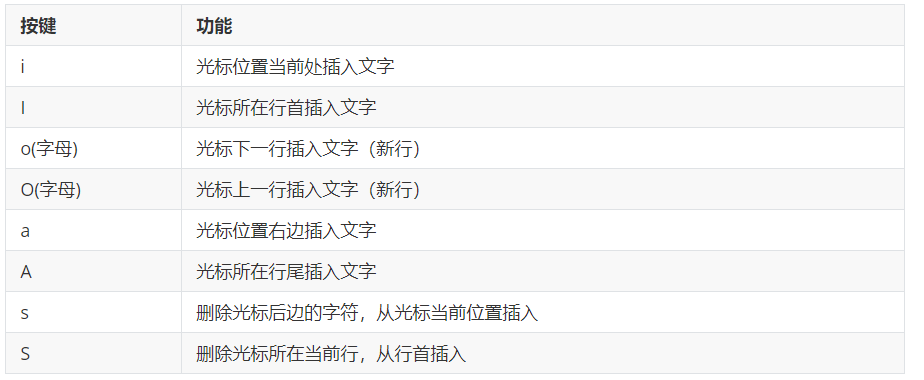 按键 功能
i 光标位置当前处插入文字
I 光标所在行首插入文字
o(字母) 光标下一行插入文字（新行）
O(字母) 光标上一行插入文字（新行）
a 光标位置右边插入文字
A 光标所在行尾插入文字
s 删除光标后边的字符，从光标当前位置插入
S 删除光标所在当前行，从行首插入